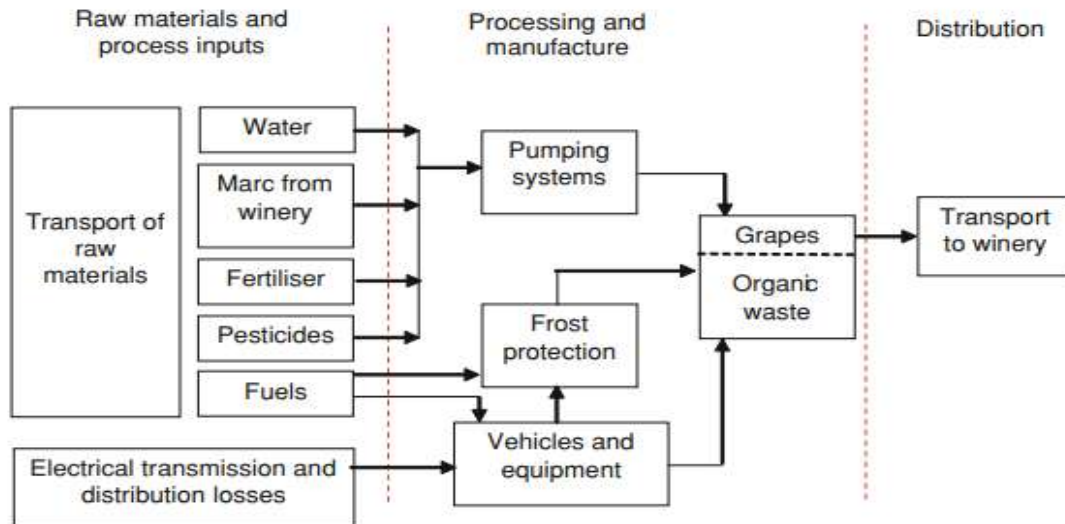 Raw materials and
process inputs
Processing and
manufacture
Distribution
Transport of
raw
materials
Water
Marc from
winery
Fertiliser
Pesticides
Fuels
Electrical transmission and
distribution losses
Pumping
systems
Frost
protection
Vehicles and
equipment
Grapes
Organic
waste
Transport
to winery